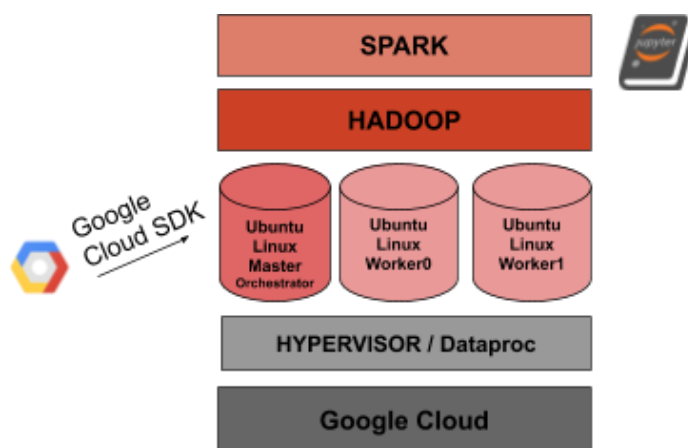 SPARK
jupyter
HADOOP
Google
Cloud SDK
Ubuntu
Linux
Master
Orchestrator
Ubuntu
Linux
Worker0
Ubuntu
Linux
Worker1
HYPERVISOR / Dataproc
Google Cloud